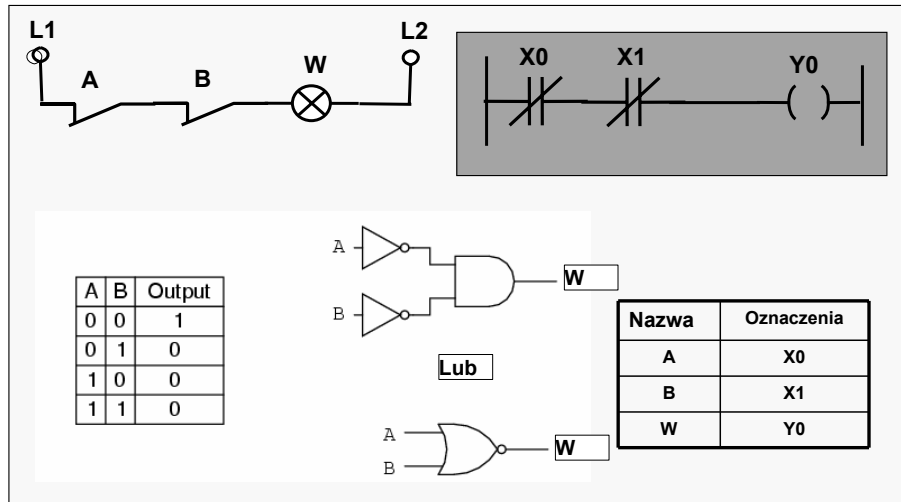 L1
L2
A
B
W
X0 X1 Y0
A
W
B
A B Output
0 0 1
0 1 0
1 0 0
1 1 0
Nazwa Oznaczenia
A X0
B X1
W Y0
Lub
A
W
B